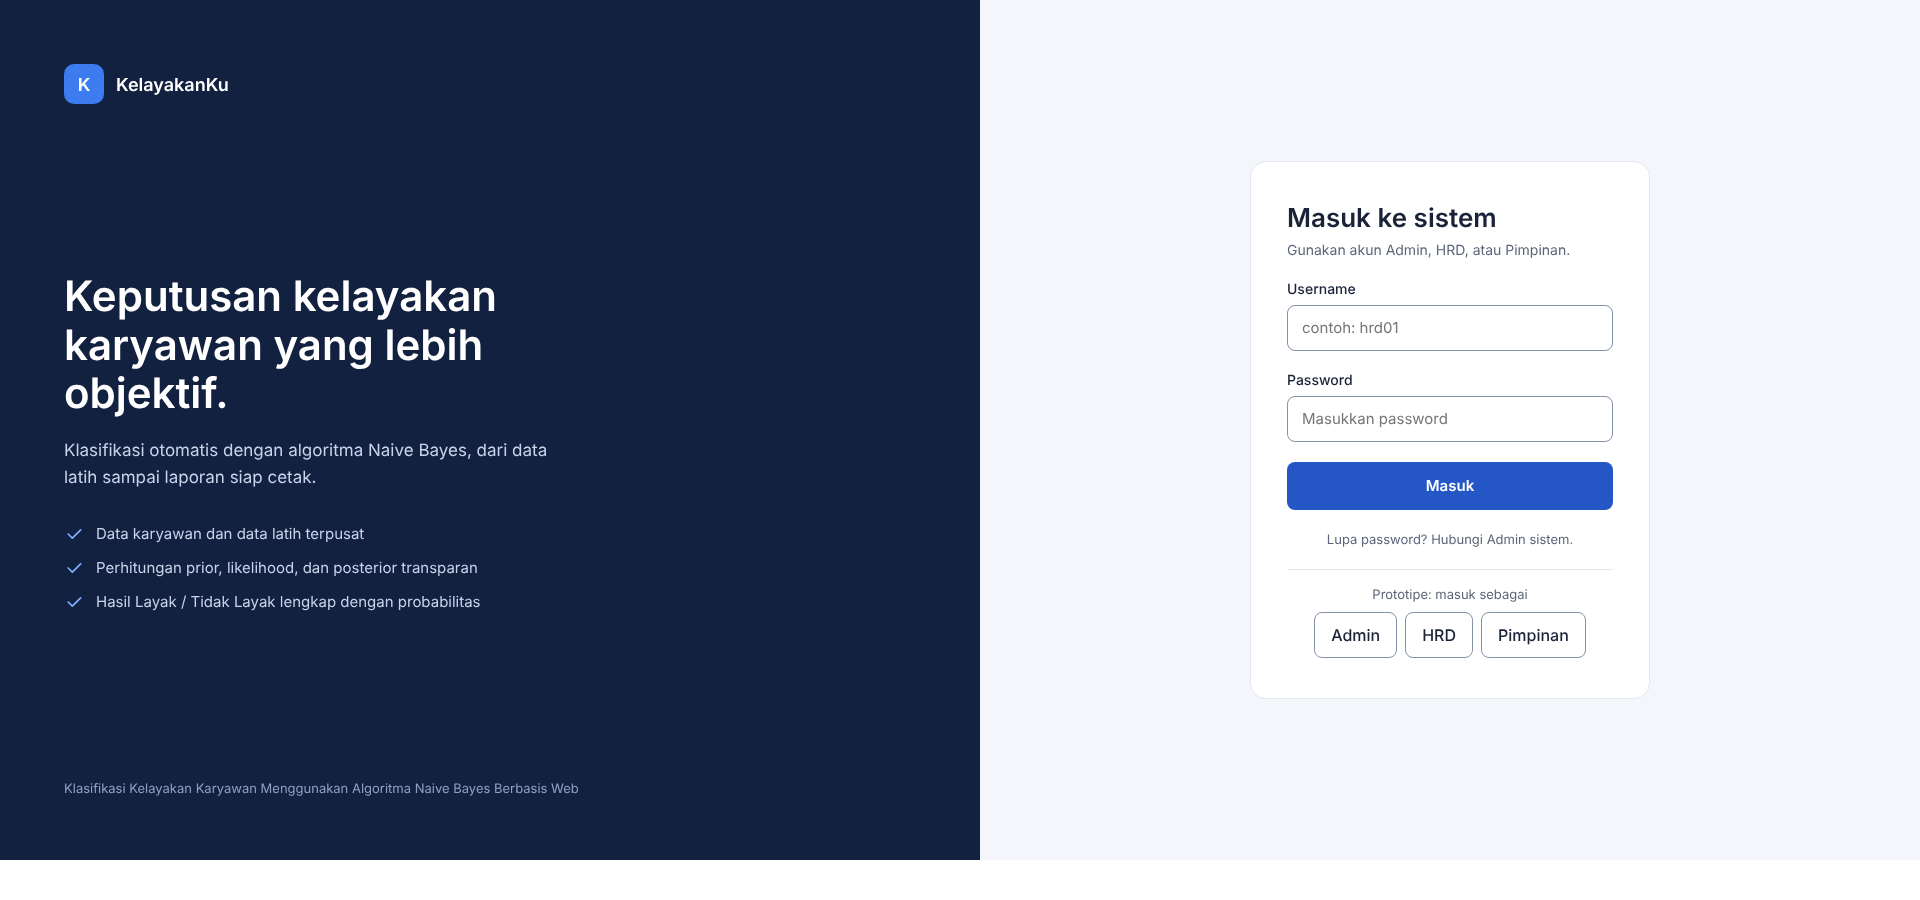 K
KelayakanKu
Keputusan kelayakan
karyawan yang lebih
objektif.
Klasifikasi otomatis dengan algoritma Naive Bayes, dari data
latih sampai laporan siap cetak.
Data karyawan dan data latih terpusat
Perhitungan prior, likelihood, dan posterior transparan
Hasil Layak / Tidak Layak lengkap dengan probabilitas
Klasifikasi Kelayakan Karyawan Menggunakan Algoritma Naive Bayes Berbasis Web
Masuk ke sistem
Gunakan akun Admin, HRD, atau Pimpinan.
Username
contoh: hrd01
Password
Masukkan password
Masuk
Lupa password? Hubungi Admin sistem.
Prototipe: masuk sebagai
Admin
HRD
Pimpinan